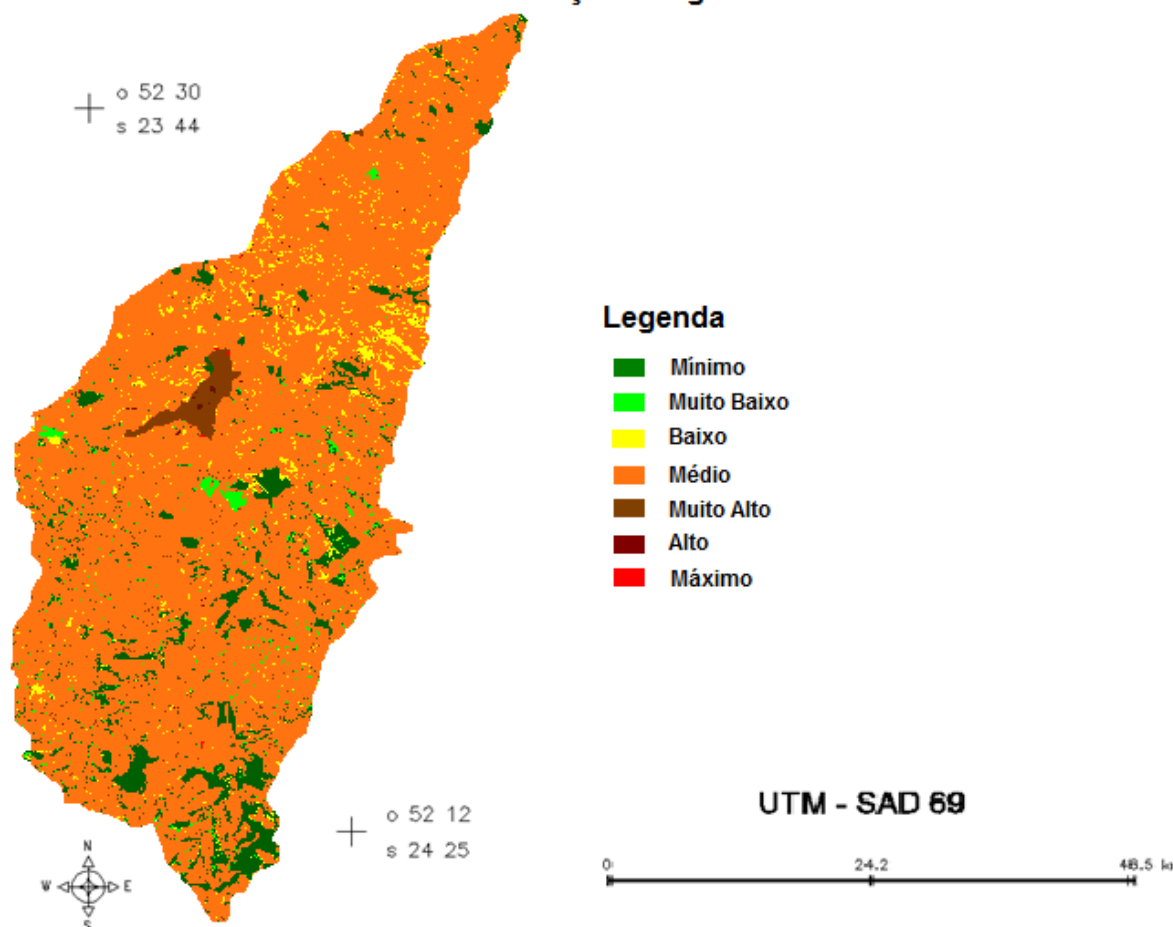 o 52 30
s 23 44
Legenda
Mínimo
Muito Baixo
Baixo
Médio
Muito Alto
Alto
Máximo
UTM - SAD 69
o 52 12
s 24 25
N
W E
S
0 24.2 48.5